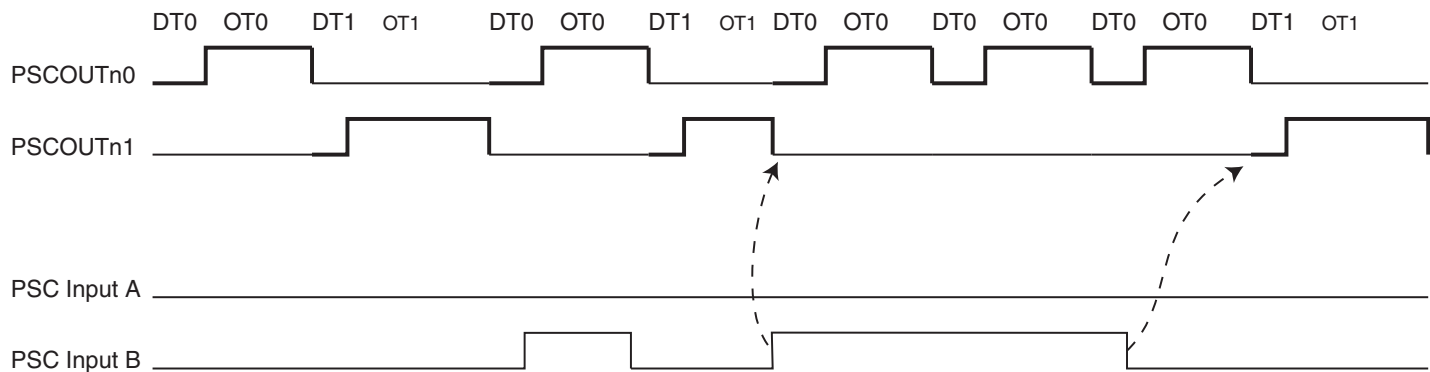 DT0 OT0 DT1 OT1 DT0 OT0 DT1 OT1 DT0 OT0 DT0 OT0 DT0 OT0 DT1 OT1
PSCOUTn0
PSCOUTn1
PSC Input A
PSC Input B